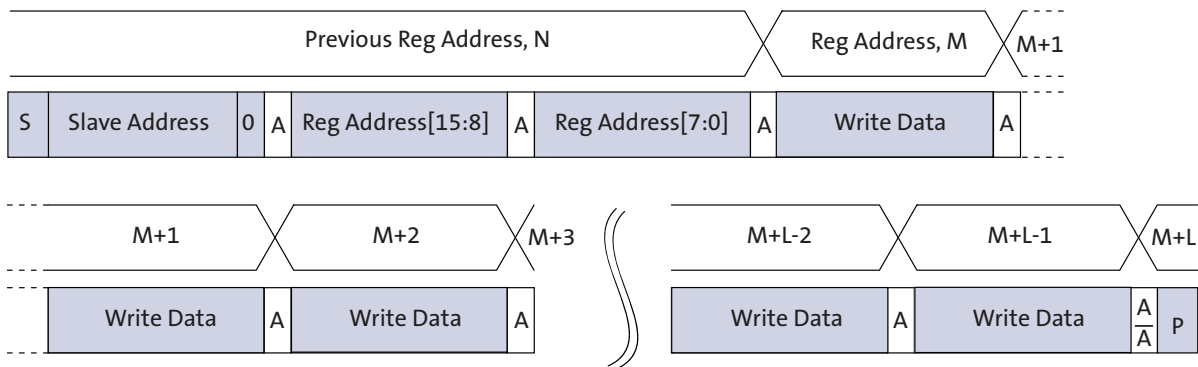 Previous Reg Address, N Reg Address, M M+1
S Slave Address 0 A Reg Address[15:8] A Reg Address[7:0] A Write Data A
M+1 M+2 M+3 M+L-2 M+L-1 M+L
Write Data A Write Data A Write Data A Write Data A/A̅ P